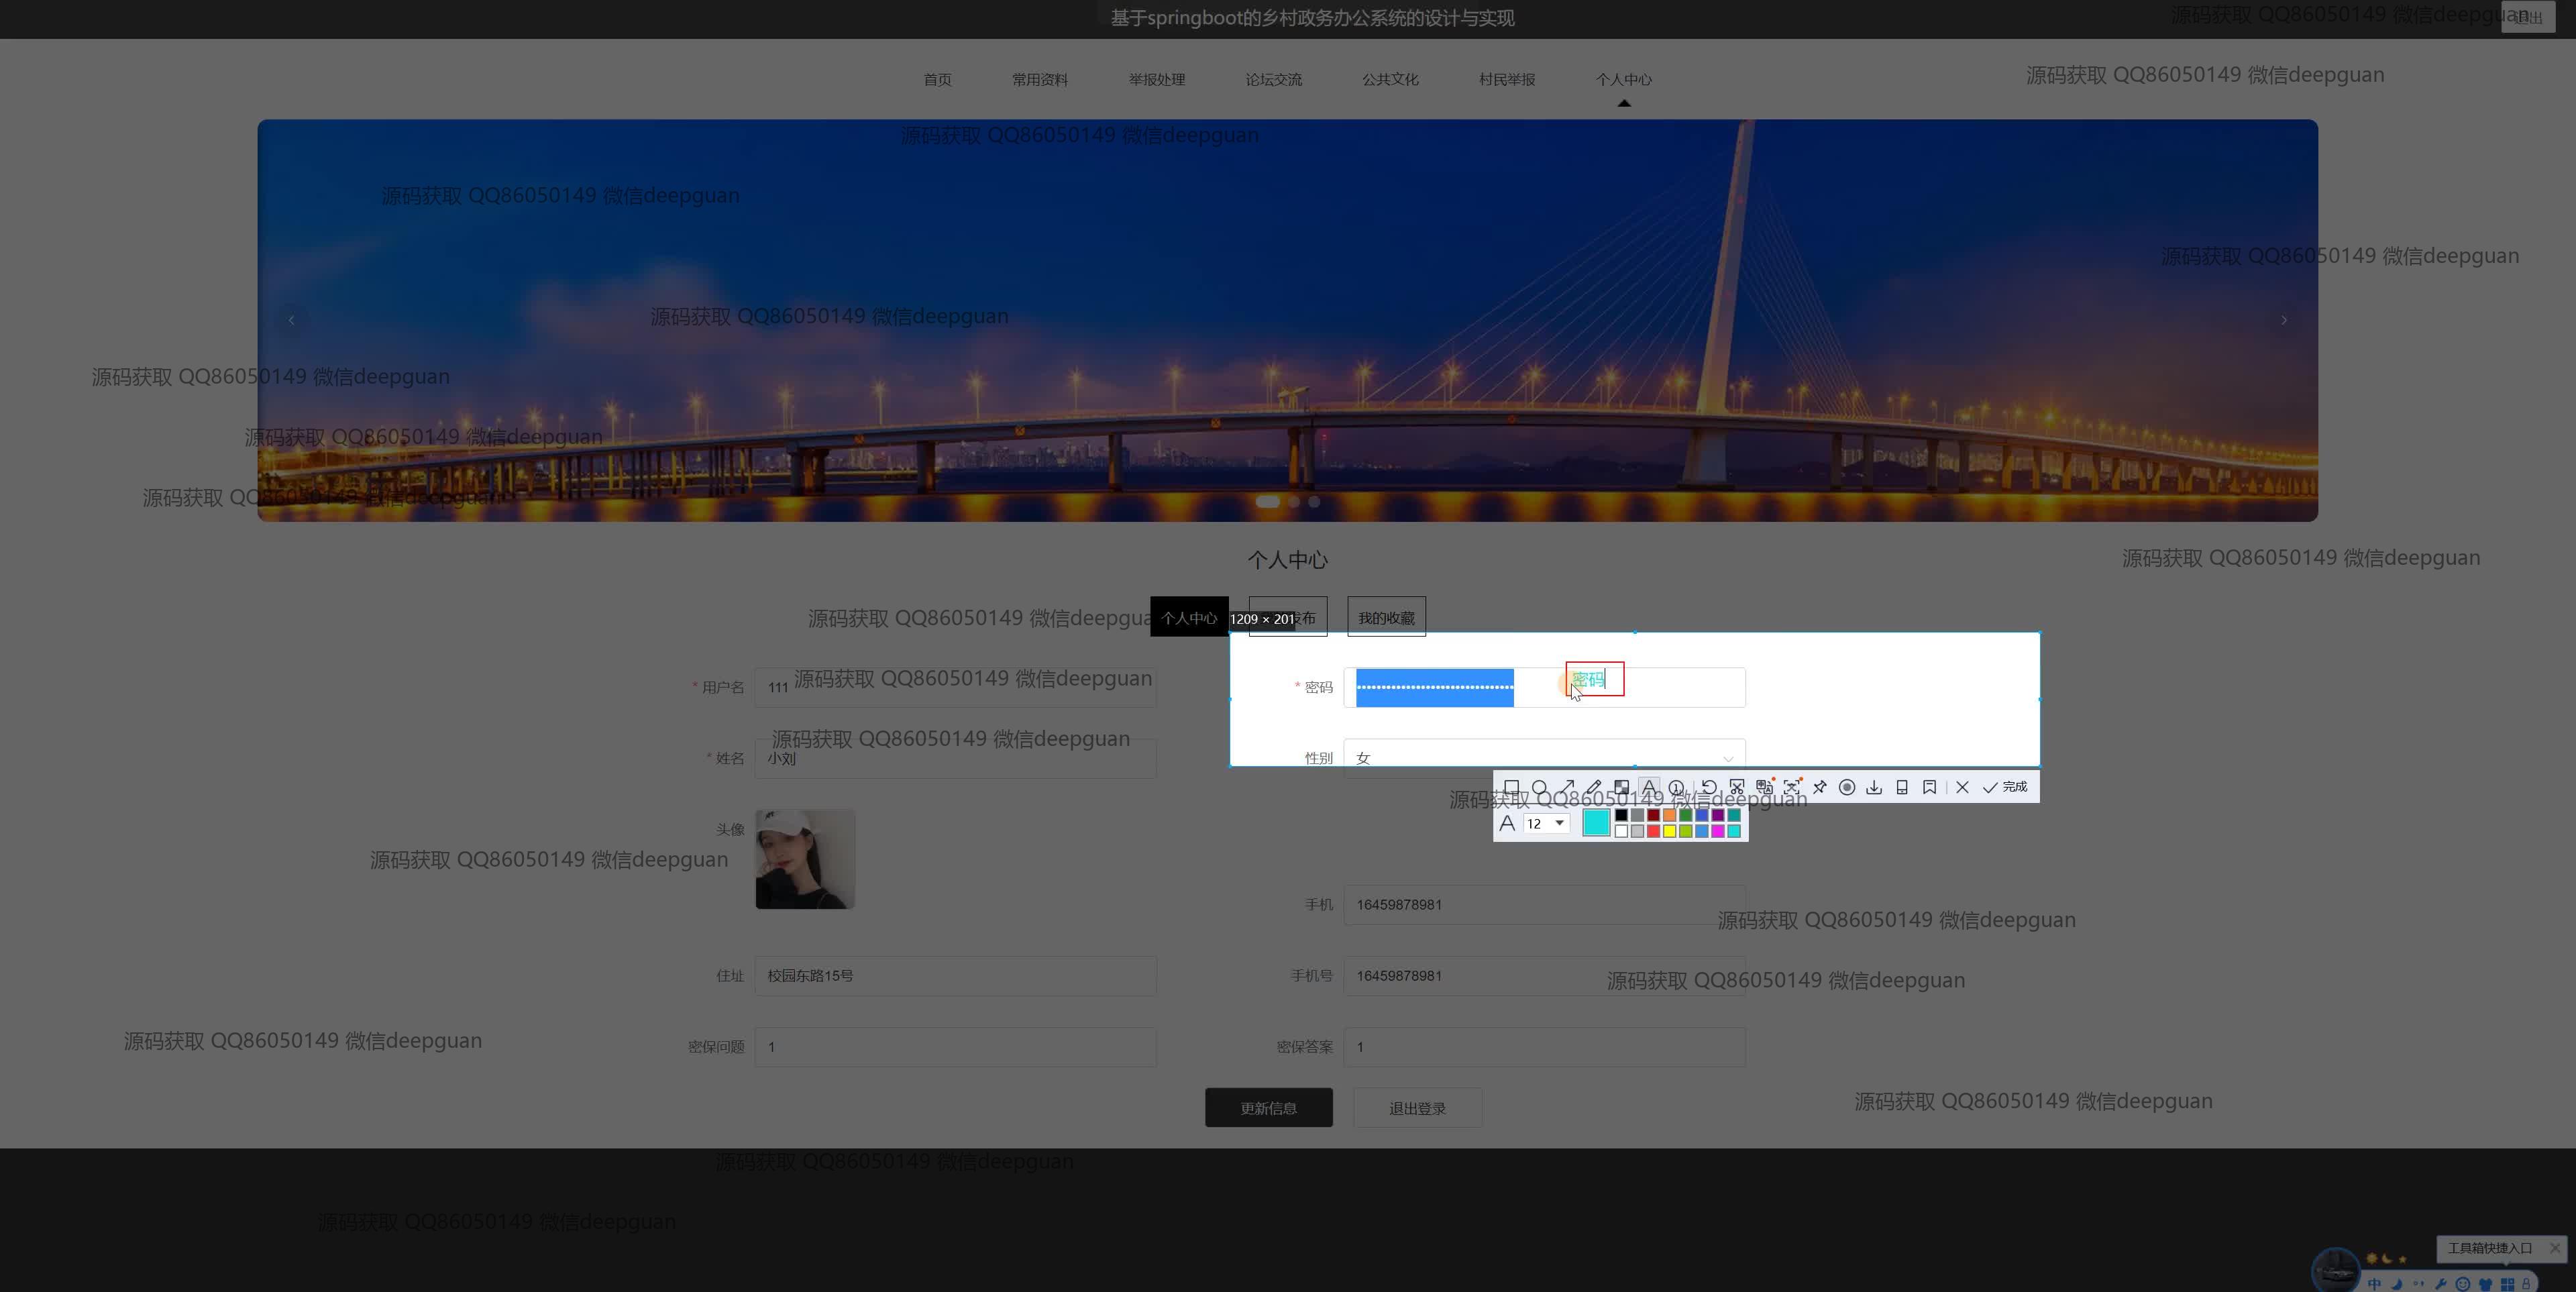 基于springboot的乡村政务办公系统的设计与实现
源码获取 QQ86050149 微信deepguan
退出
首页 常用资料 举报处理 论坛交流 公共文化 村民举报 个人中心
源码获取 QQ86050149 微信deepguan
源码获取 QQ86050149 微信deepguan
源码获取 QQ86050149 微信deepguan
源码获取 QQ86050149 微信deepguan
源码获取 QQ86050149 微信deepguan
源码获取 QQ86050149 微信deepguan
源码获取 QQ86050149 微信deepguan
源码获取 QQ86050149 微信deepguan
个人中心
源码获取 QQ86050149 微信deepguan
源码获取 QQ86050149 微信deepgua
个人中心 1209 × 201 发布 我的收藏
* 用户名 111
源码获取 QQ86050149 微信deepguan
* 密码 密码
源码获取 QQ86050149 微信deepguan
* 姓名 小刘
性别 女
完成
源码获取 QQ86050149 微信deepguan
A 12
头像
源码获取 QQ86050149 微信deepguan
手机 16459878981
源码获取 QQ86050149 微信deepguan
住址 校园东路15号
手机号 16459878981
源码获取 QQ86050149 微信deepguan
源码获取 QQ86050149 微信deepguan
密保问题 1
密保答案 1
更新信息 退出登录
源码获取 QQ86050149 微信deepguan
源码获取 QQ86050149 微信deepguan
源码获取 QQ86050149 微信deepguan
工具箱快捷入口
中